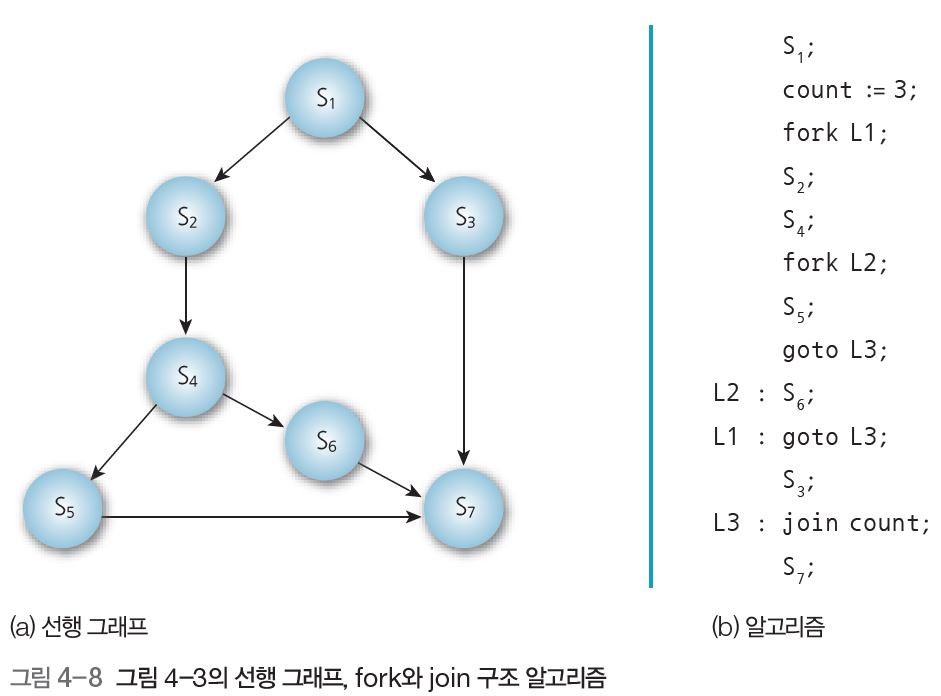 S₁
S₂
S₃
S₄
S₆
S₅
S₇
S₁;
count := 3;
fork L1;
S₂;
S₄;
fork L2;
S₅;
goto L3;
L2 : S₆;
L1 : goto L3;
S₃;
L3 : join count;
S₇;
(a) 선행 그래프
(b) 알고리즘
그림 4-8 그림 4-3의 선행 그래프, fork와 join 구조 알고리즘